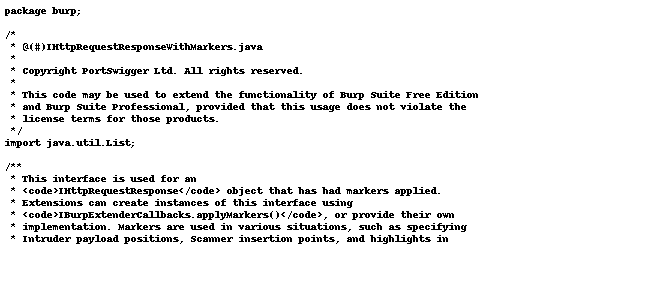 package burp;

/*
 * @(#)IHttpRequestResponseWithMarkers.java
 *
 * Copyright PortSwigger Ltd. All rights reserved.
 *
 * This code may be used to extend the functionality of Burp Suite Free Edition
 * and Burp Suite Professional, provided that this usage does not violate the
 * license terms for those products.
 */
import java.util.List;

/**
 * This interface is used for an
 * <code>IHttpRequestResponse</code> object that has had markers applied.
 * Extensions can create instances of this interface using
 * <code>IBurpExtenderCallbacks.applyMarkers()</code>, or provide their own
 * implementation. Markers are used in various situations, such as specifying
 * Intruder payload positions, Scanner insertion points, and highlights in